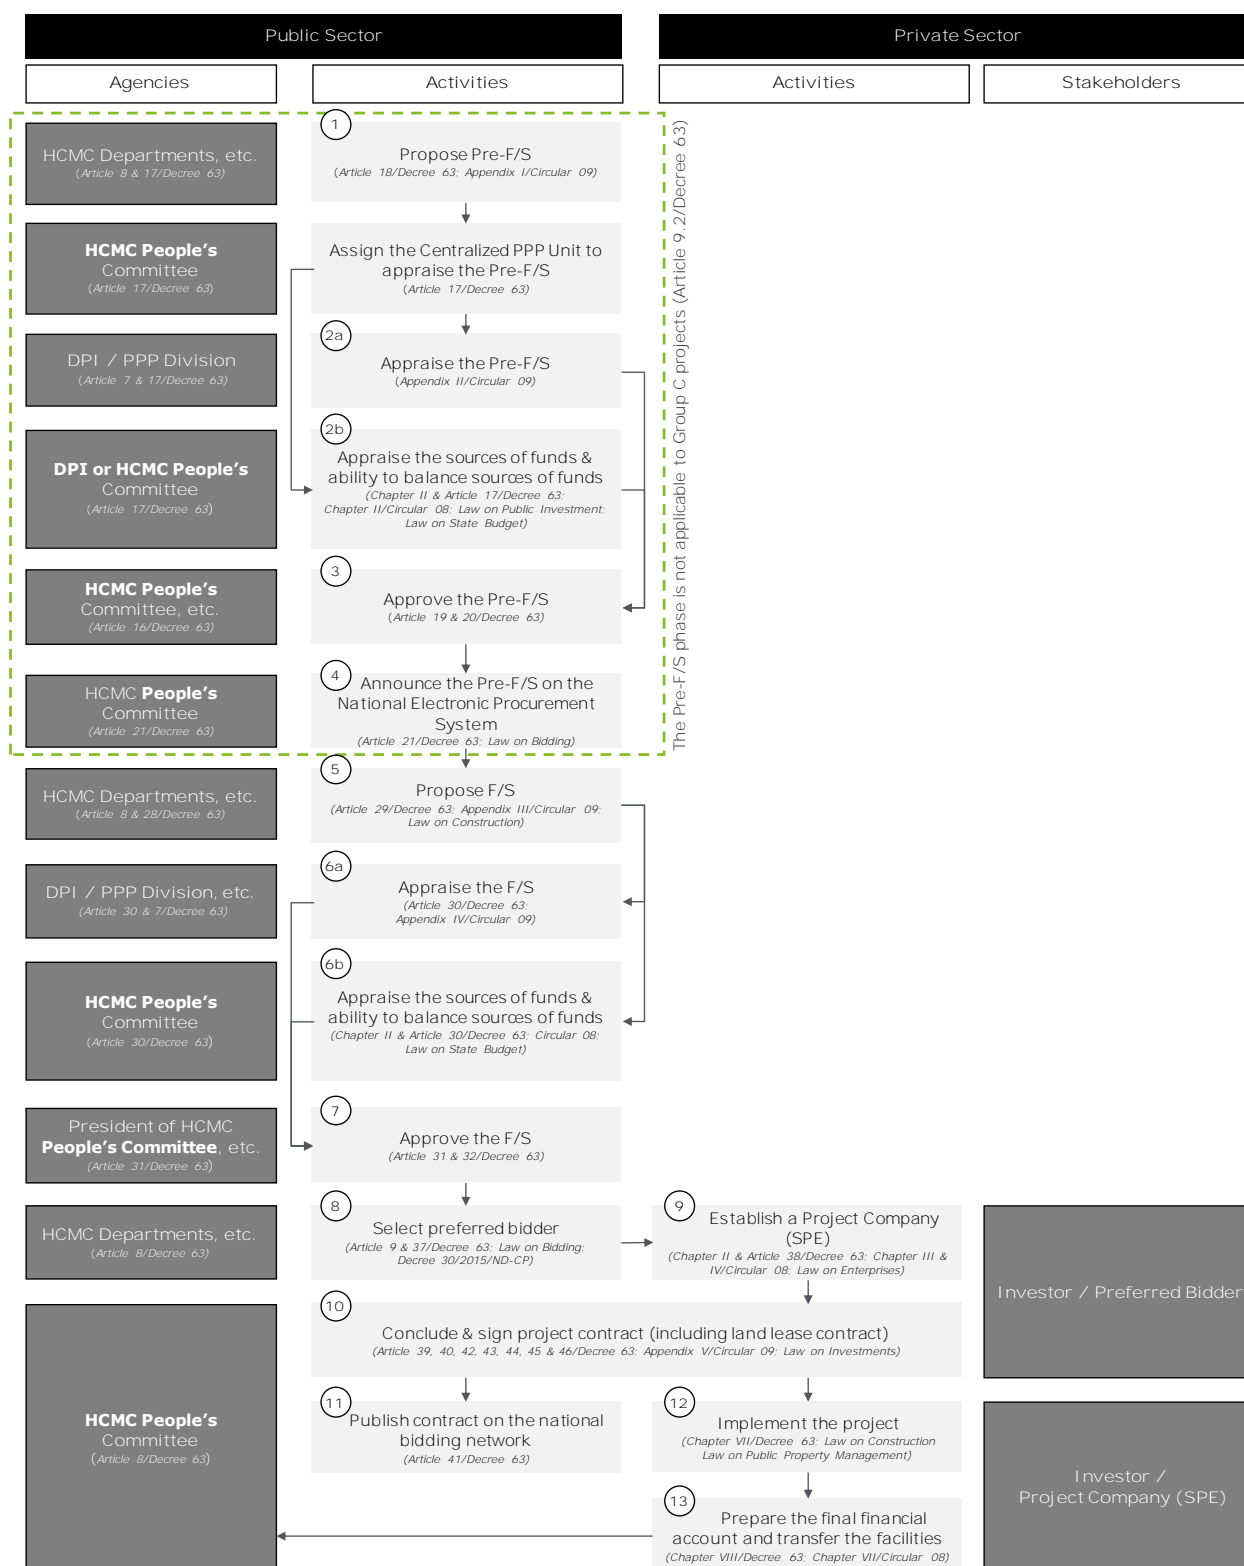 Public Sector
Private Sector
Agencies
Activities
Activities
Stakeholders
HCMC Departments, etc.
(Article 8 & 17/Decree 63)
1
Propose Pre-F/S
(Article 18/Decree 63; Appendix I/Circular 09)
The Pre-F/S phase is not applicable to Group C projects (Article 9.2/Decree 63)
HCMC People's
Committee
(Article 17/Decree 63)
Assign the Centralized PPP Unit to
appraise the Pre-F/S
(Article 17/Decree 63)
DPI / PPP Division
(Article 7 & 17/Decree 63)
2a
Appraise the Pre-F/S
(Appendix II/Circular 09)
DPI or HCMC People's
Committee
(Article 17/Decree 63)
2b
Appraise the sources of funds &
ability to balance sources of funds
(Chapter II & Article 17/Decree 63;
Chapter II/Circular 08; Law on Public Investment;
Law on State Budget)
HCMC People's
Committee, etc.
(Article 16/Decree 63)
3
Approve the Pre-F/S
(Article 19 & 20/Decree 63)
HCMC People's
Committee
(Article 21/Decree 63)
4
Announce the Pre-F/S on the
National Electronic Procurement
System
(Article 21/Decree 63; Law on Bidding)
HCMC Departments, etc.
(Article 8 & 28/Decree 63)
5
Propose F/S
(Article 29/Decree 63; Appendix III/Circular 09;
Law on Construction)
DPI / PPP Division, etc.
(Article 30 & 7/Decree 63)
6a
Appraise the F/S
(Article 30/Decree 63;
Appendix IV/Circular 09)
HCMC People's
Committee
(Article 30/Decree 63)
6b
Appraise the sources of funds &
ability to balance sources of funds
(Chapter II & Article 30/Decree 63; Circular 08;
Law on State Budget)
President of HCMC
People's Committee, etc.
(Article 31/Decree 63)
7
Approve the F/S
(Article 31 & 32/Decree 63)
HCMC Departments, etc.
(Article 8/Decree 63)
8
Select preferred bidder
(Article 9 & 37/Decree 63; Law on Bidding:
Decree 30/2015/ND-CP)
9
Establish a Project Company
(SPE)
(Chapter II & Article 38/Decree 63; Chapter III &
IV/Circular 08; Law on Enterprises)
Investor / Preferred Bidder
10
Conclude & sign project contract (including land lease contract)
(Article 39, 40, 42, 43, 44, 45 & 46/Decree 63; Appendix V/Circular 09; Law on Investments)
HCMC People's
Committee
(Article 8/Decree 63)
11
Publish contract on the national
bidding network
(Article 41/Decree 63)
12
Implement the project
(Chapter VII/Decree 63; Law on Construction
Law on Public Property Management)
Investor /
Project Company (SPE)
13
Prepare the final financial
account and transfer the facilities
(Chapter VIII/Decree 63; Chapter VII/Circular 08)